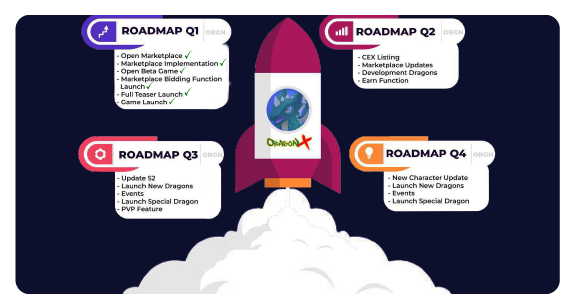 ROADMAP Q1 ORGN
- Open Marketplace ✓
- Marketplace Implementation ✓
- Open Beta Game ✓
- Marketplace Bidding Function
Launch ✓
- Full Teaser Launch ✓
- Game Launch ✓
ROADMAP Q2 ORGN
- CEX Listing
- Marketplace Updates
- Development Dragons
- Earn Function
DRAGON X
ROADMAP Q3 ORGN
- Update S2
- Launch New Dragons
- Events
- Launch Special Dragon
- PVP Feature
ROADMAP Q4 ORGN
- New Character Update
- Launch New Dragons
- Events
- Launch Special Dragon